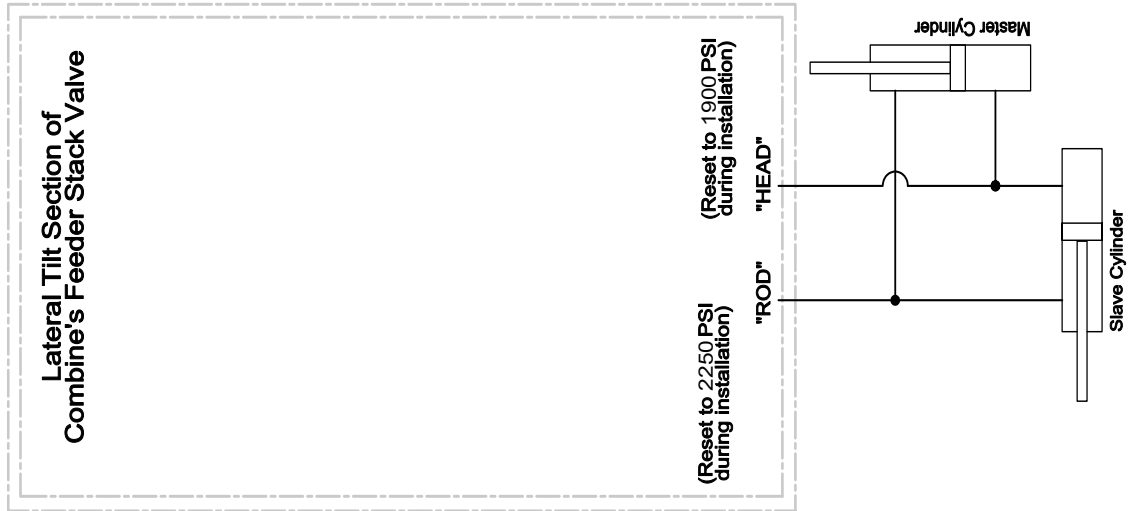 Lateral Tilt Section of
Combine's Feeder Stack Valve
(Reset to 1900 PSI
during installation)
"HEAD"
(Reset to 2250 PSI
during installation)
"ROD"
Master Cylinder
Slave Cylinder